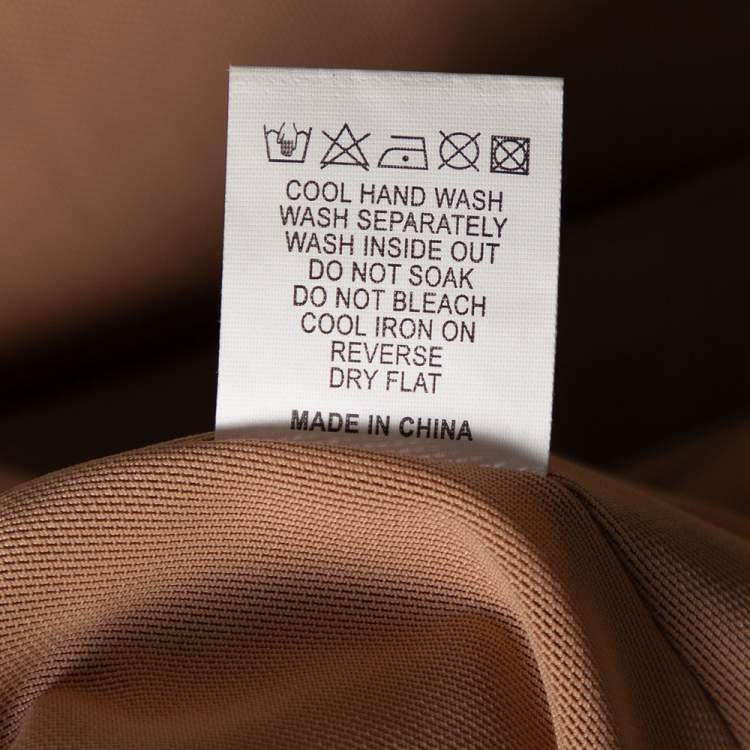 COOL HAND WASH
WASH SEPARATELY
WASH INSIDE OUT
DO NOT SOAK
DO NOT BLEACH
COOL IRON ON
REVERSE
DRY FLAT
MADE IN CHINA